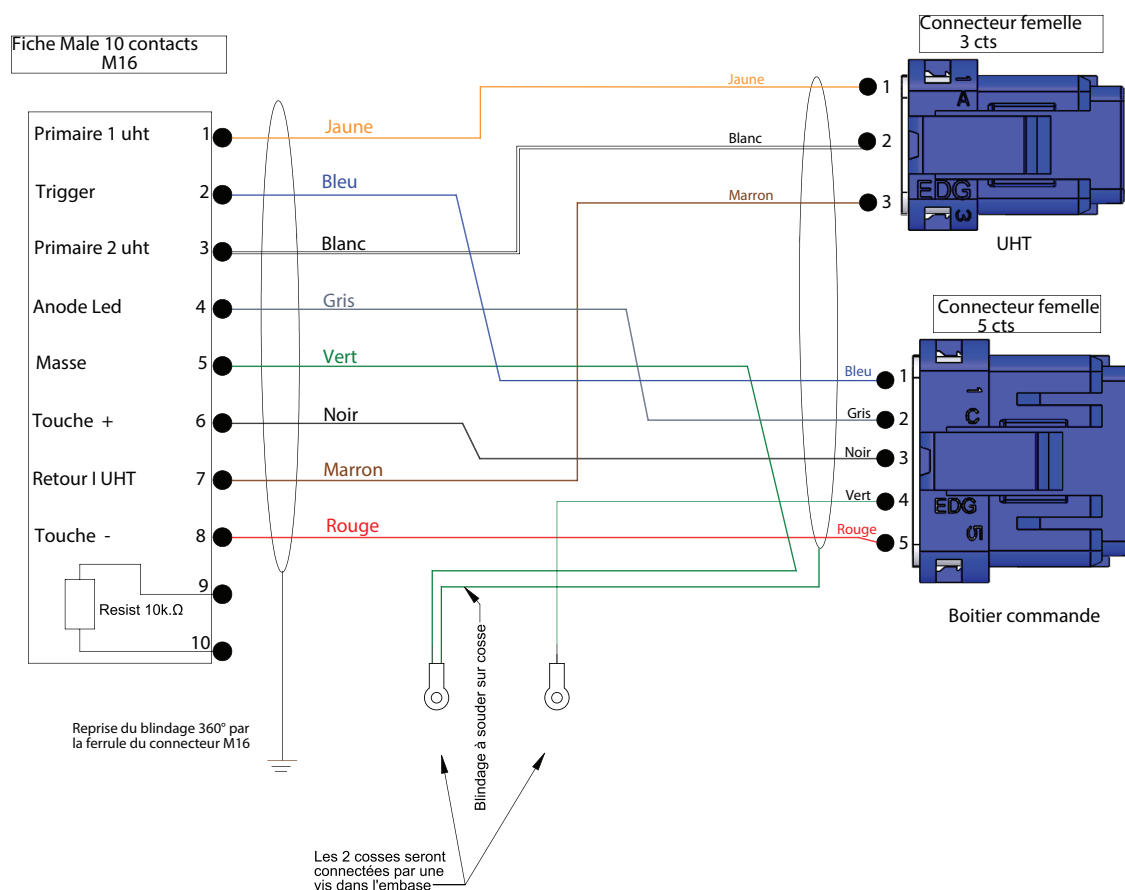 Fiche Male 10 contacts
M16
Connecteur femelle
3 cts
Primaire 1 uht 1
Trigger 2
Primaire 2 uht 3
Anode Led 4
Masse 5
Touche + 6
Retour I UHT 7
Touche - 8
9
Resist 10k.Ω
10
Jaune
Bleu
Blanc
Gris
Vert
Noir
Marron
Rouge
Jaune
1
Blanc
2
Marron
3
1
A
EDG
3
UHT
Connecteur femelle
5 cts
Bleu
1
Gris
2
Noir
3
Vert
4
Rouge
5
1
C
EDG
5
Boitier commande
Reprise du blindage 360° par
la ferrule du connecteur M16
Blindage à souder sur cosse
Les 2 cosses seront
connectées par une
vis dans l'embase